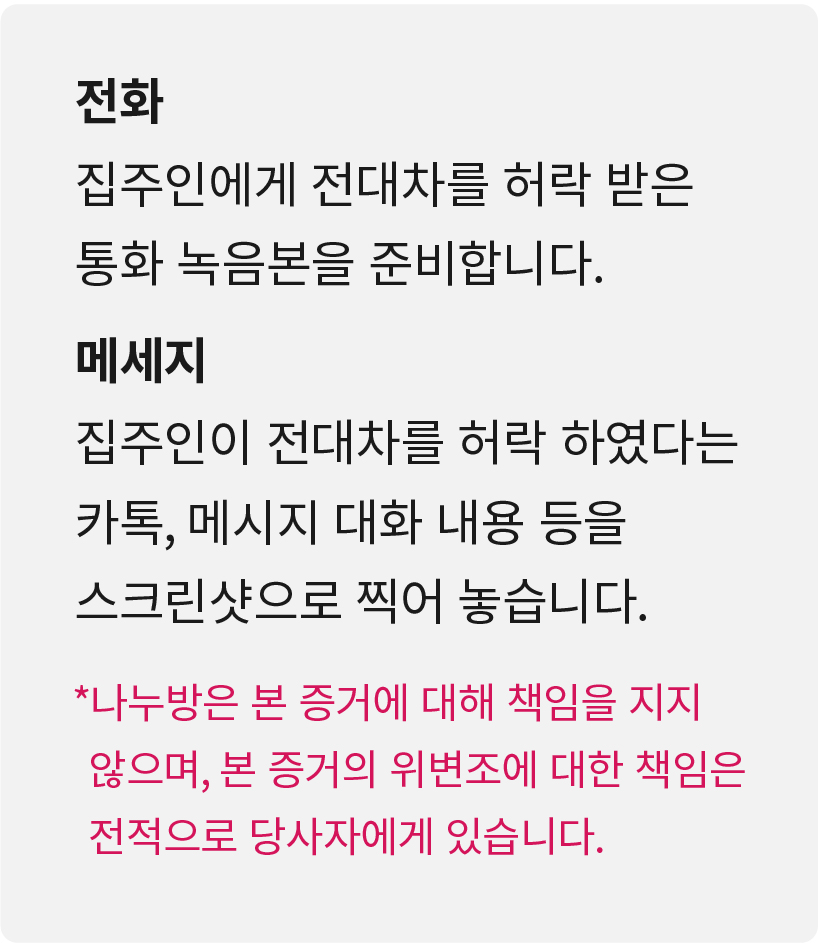 전화
집주인에게 전대차를 허락 받은
통화 녹음본을 준비합니다.
메세지
집주인이 전대차를 허락 하였다는
카톡, 메시지 대화 내용 등을
스크린샷으로 찍어 놓습니다.
*나누방은 본 증거에 대해 책임을 지지
않으며, 본 증거의 위변조에 대한 책임은
전적으로 당사자에게 있습니다.